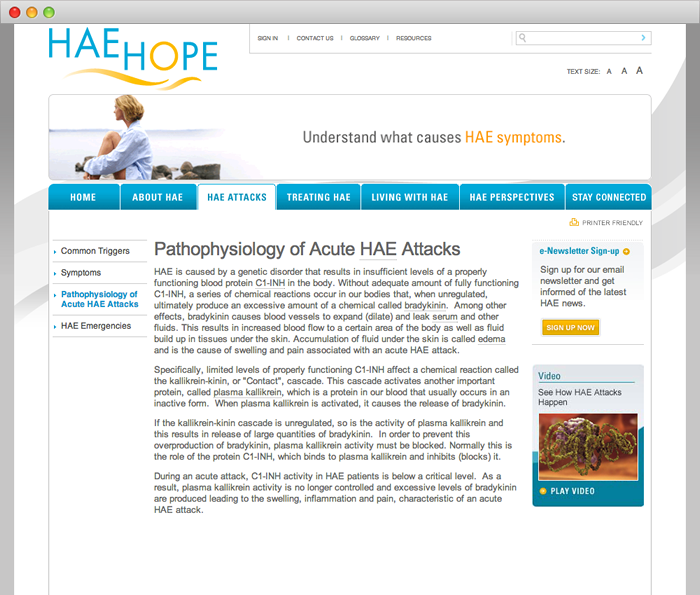 HAE HOPE
SIGN IN | CONTACT US | GLOSSARY | RESOURCES
TEXT SIZE: A A A
Understand what causes HAE symptoms.
HOME ABOUT HAE HAE ATTACKS TREATING HAE LIVING WITH HAE HAE PERSPECTIVES STAY CONNECTED
PRINTER FRIENDLY
Common Triggers
Symptoms
Pathophysiology of
Acute HAE Attacks
HAE Emergencies
Pathophysiology of Acute HAE Attacks
HAE is caused by a genetic disorder that results in insufficient levels of a properly
functioning blood protein C1-INH in the body. Without adequate amount of fully functioning
C1-INH, a series of chemical reactions occur in our bodies that, when unregulated,
ultimately produce an excessive amount of a chemical called bradykinin. Among other
effects, bradykinin causes blood vessels to expand (dilate) and leak serum and other
fluids. This results in increased blood flow to a certain area of the body as well as fluid
build up in tissues under the skin. Accumulation of fluid under the skin is called edema
and is the cause of swelling and pain associated with an acute HAE attack.
Specifically, limited levels of properly functioning C1-INH affect a chemical reaction called
the kallikrein-kinin, or "Contact", cascade. This cascade activates another important
protein, called plasma kallikrein, which is a protein in our blood that usually occurs in an
inactive form. When plasma kallikrein is activated, it causes the release of bradykinin.
If the kallikrein-kinin cascade is unregulated, so is the activity of plasma kallikrein and
this results in release of large quantities of bradykinin. In order to prevent this
overproduction of bradykinin, plasma kallikrein activity must be blocked. Normally this is
the role of the protein C1-INH, which binds to plasma kallikrein and inhibits (blocks) it.
During an acute attack, C1-INH activity in HAE patients is below a critical level. As a
result, plasma kallikrein activity is no longer controlled and excessive levels of bradykinin
are produced leading to the swelling, inflammation and pain, characteristic of an acute
HAE attack.
e-Newsletter Sign-up
Sign up for our email
newsletter and get
informed of the latest
HAE news.
SIGN UP NOW
Video
See How HAE Attacks
Happen
PLAY VIDEO